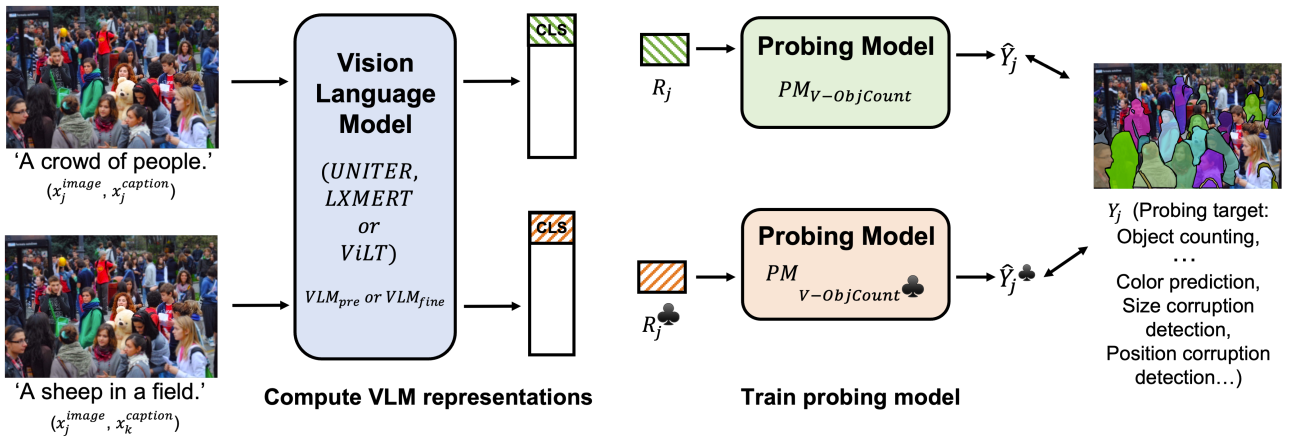 'A crowd of people.'
(x_j^image, x_j^caption)
'A sheep in a field.'
(x_j^image, x_k^caption)
Vision
Language
Model
(UNITER,
LXMERT
or
ViLT)
VLM_pre or VLM_fine
CLS
CLS
Compute VLM representations
R_j
Probing Model
PM_V−ObjCount
Ŷ_j
R_j^♣
Probing Model
PM
V−ObjCount♣
Ŷ_j^♣
Train probing model
Y_j (Probing target:
Object counting,
...
Color prediction,
Size corruption
detection,
Position corruption
detection...)